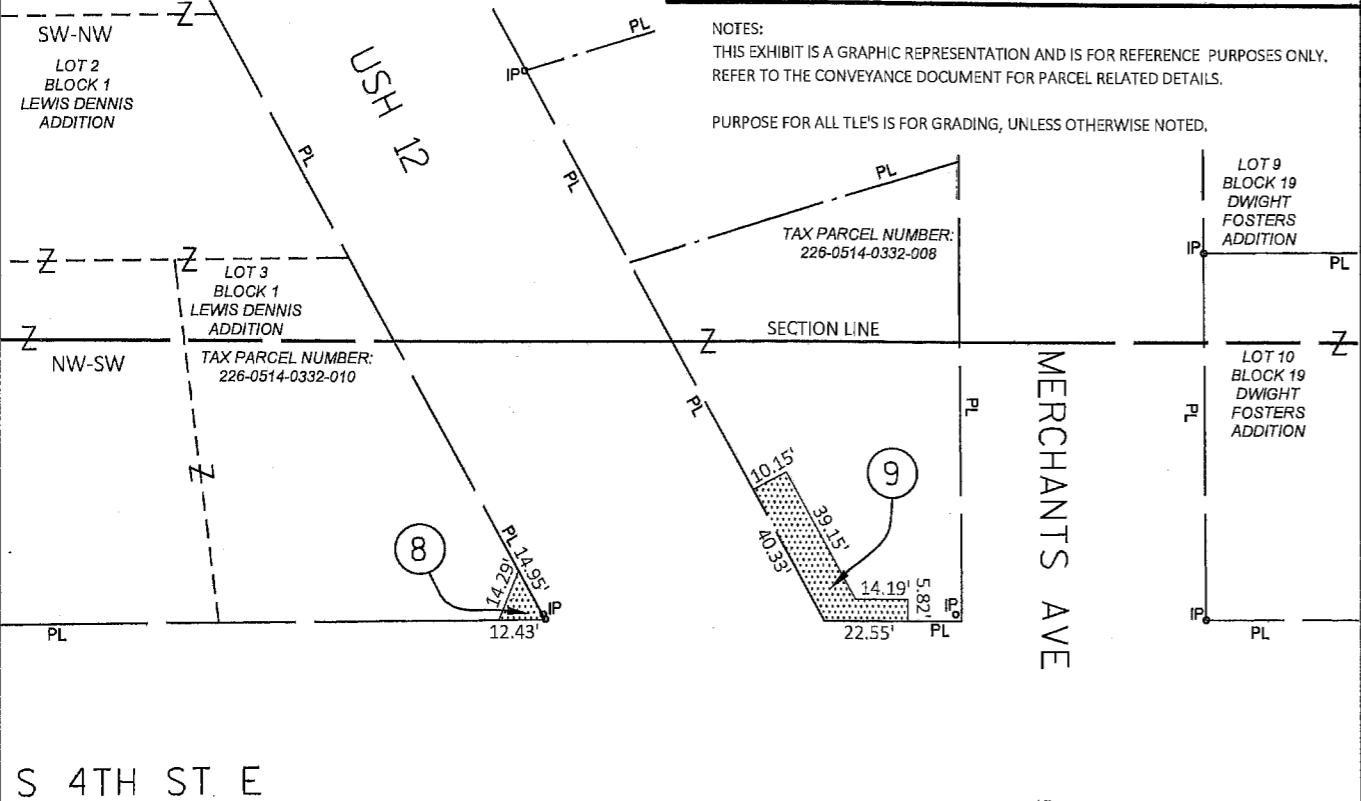 SW-NW
LOT 2
BLOCK 1
LEWIS DENNIS
ADDITION
USH 12
IP
PL
NOTES:
THIS EXHIBIT IS A GRAPHIC REPRESENTATION AND IS FOR REFERENCE PURPOSES ONLY.
REFER TO THE CONVEYANCE DOCUMENT FOR PARCEL RELATED DETAILS.
PURPOSE FOR ALL TLE'S IS FOR GRADING, UNLESS OTHERWISE NOTED.
PL
PL
PL
LOT 9
BLOCK 19
DWIGHT
FOSTERS
ADDITION
IP
PL
TAX PARCEL NUMBER:
226-0514-0332-008
Z
Z
Z
LOT 3
BLOCK 1
LEWIS DENNIS
ADDITION
Z
NW-SW
TAX PARCEL NUMBER:
226-0514-0332-010
Z
SECTION LINE
Z
LOT 10
BLOCK 19
DWIGHT
FOSTERS
ADDITION
PL
PL
PL
MERCHANTS AVE
Z
8
PL 14.95'
14.29'
12.43'
IP
PL
10.15'
9
39.15'
40.33'
14.19'
5.82'
22.55'
IP
PL
IP
PL
S 4TH ST E